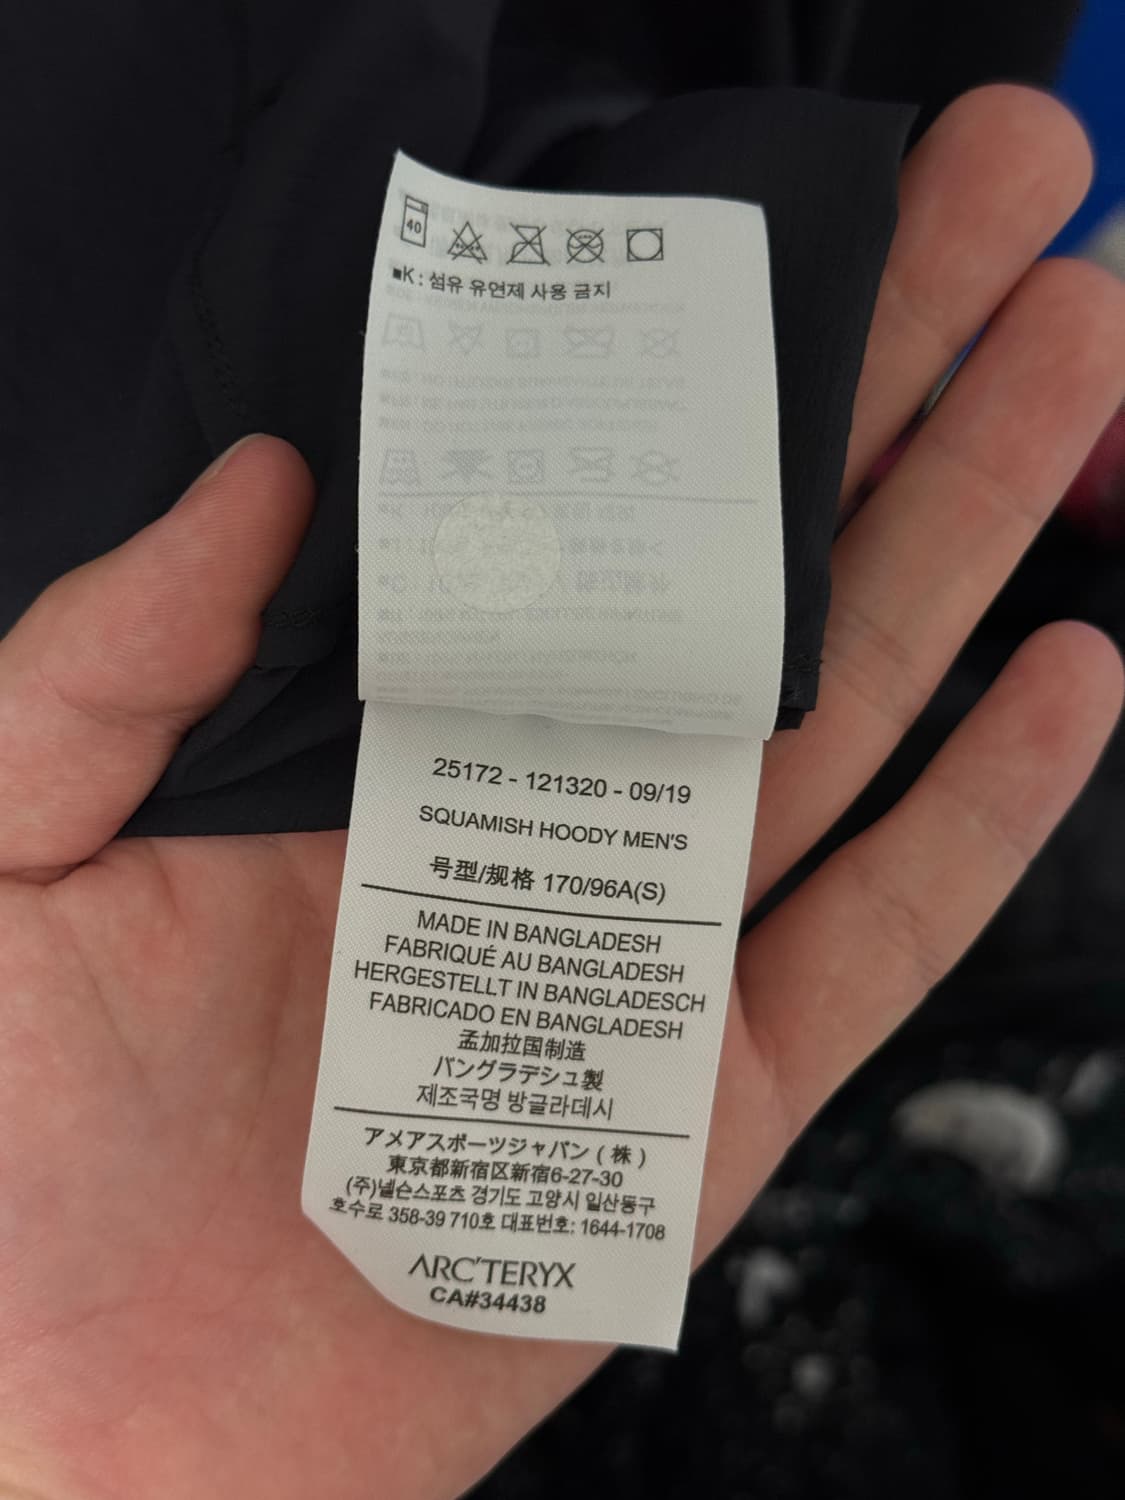 40
■K : 섬유 유연제 사용 금지
25172 - 121320 - 09/19
SQUAMISH HOODY MEN'S
号型/规格 170/96A(S)
MADE IN BANGLADESH
FABRIQUÉ AU BANGLADESH
HERGESTELLT IN BANGLADESCH
FABRICADO EN BANGLADESH
孟加拉国制造
バングラデシュ製
제조국명 방글라데시
アメアスポーツジャパン ( 株 )
東京都新宿区新宿6-27-30
(주)넬슨스포츠 경기도 고양시 일산동구
호수로 358-39 710호 대표번호: 1644-1708
ARC'TERYX
CA#34438